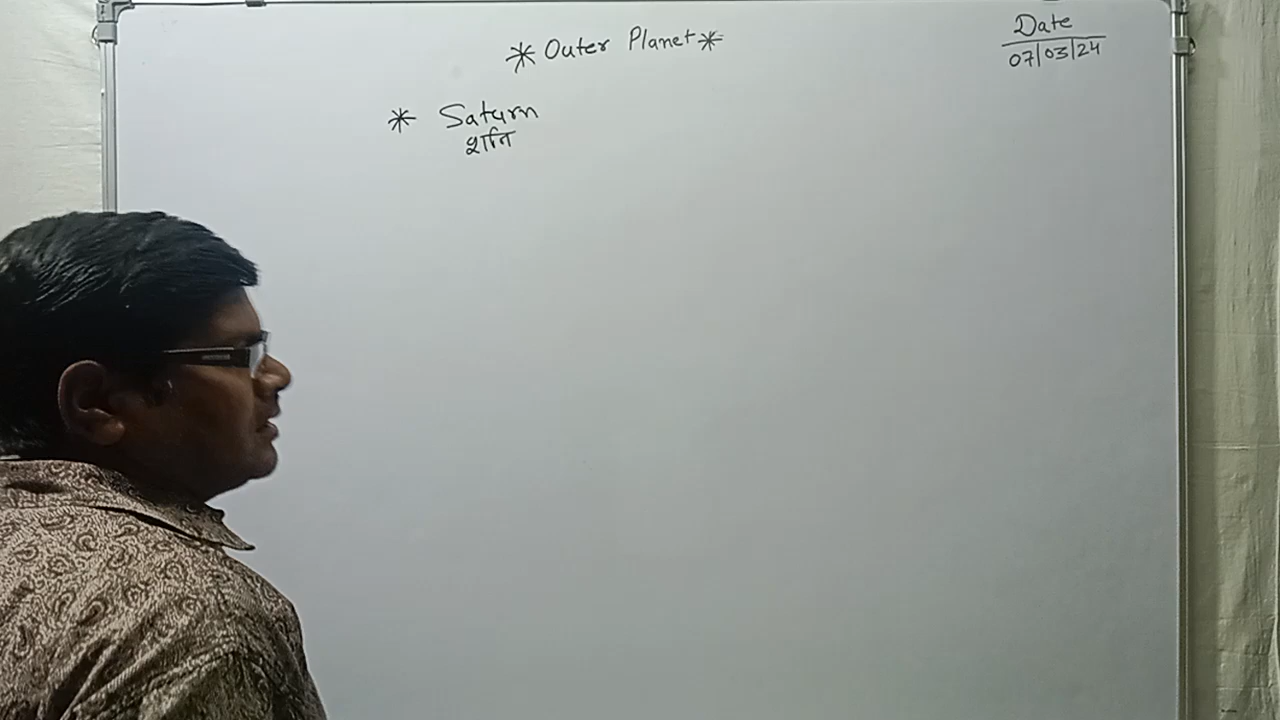 * Outer Planet *
Date
07/03/24
* Saturn
शनि